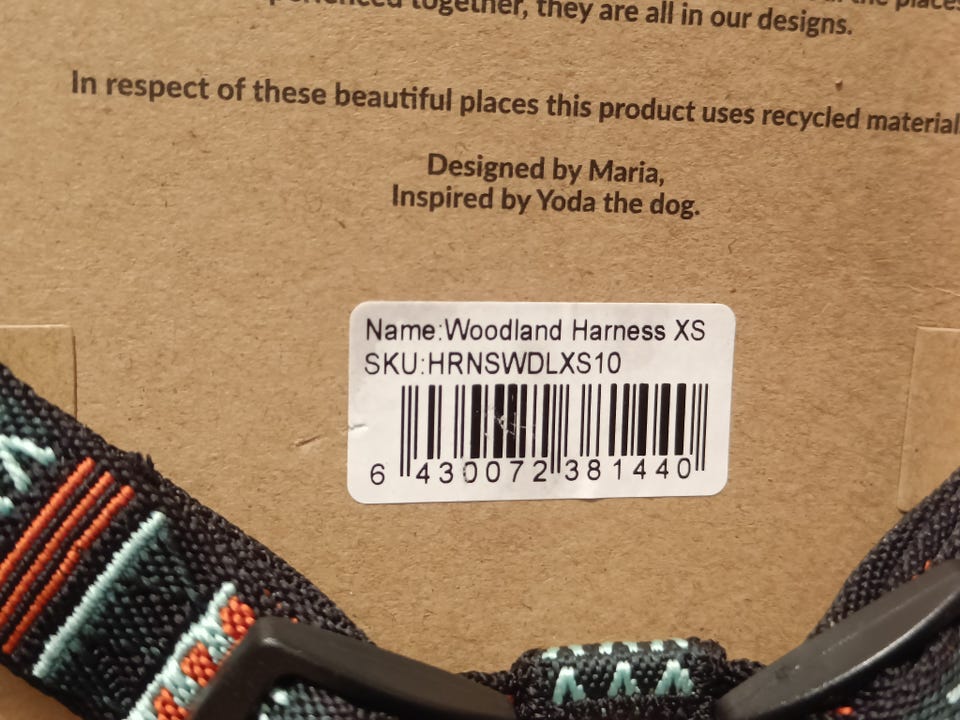 together, they are all in our designs.
In respect of these beautiful places this product uses recycled material
Designed by Maria,
Inspired by Yoda the dog.
Name:Woodland Harness XS
SKU:HRNSWDLXS10
6 430072 381440